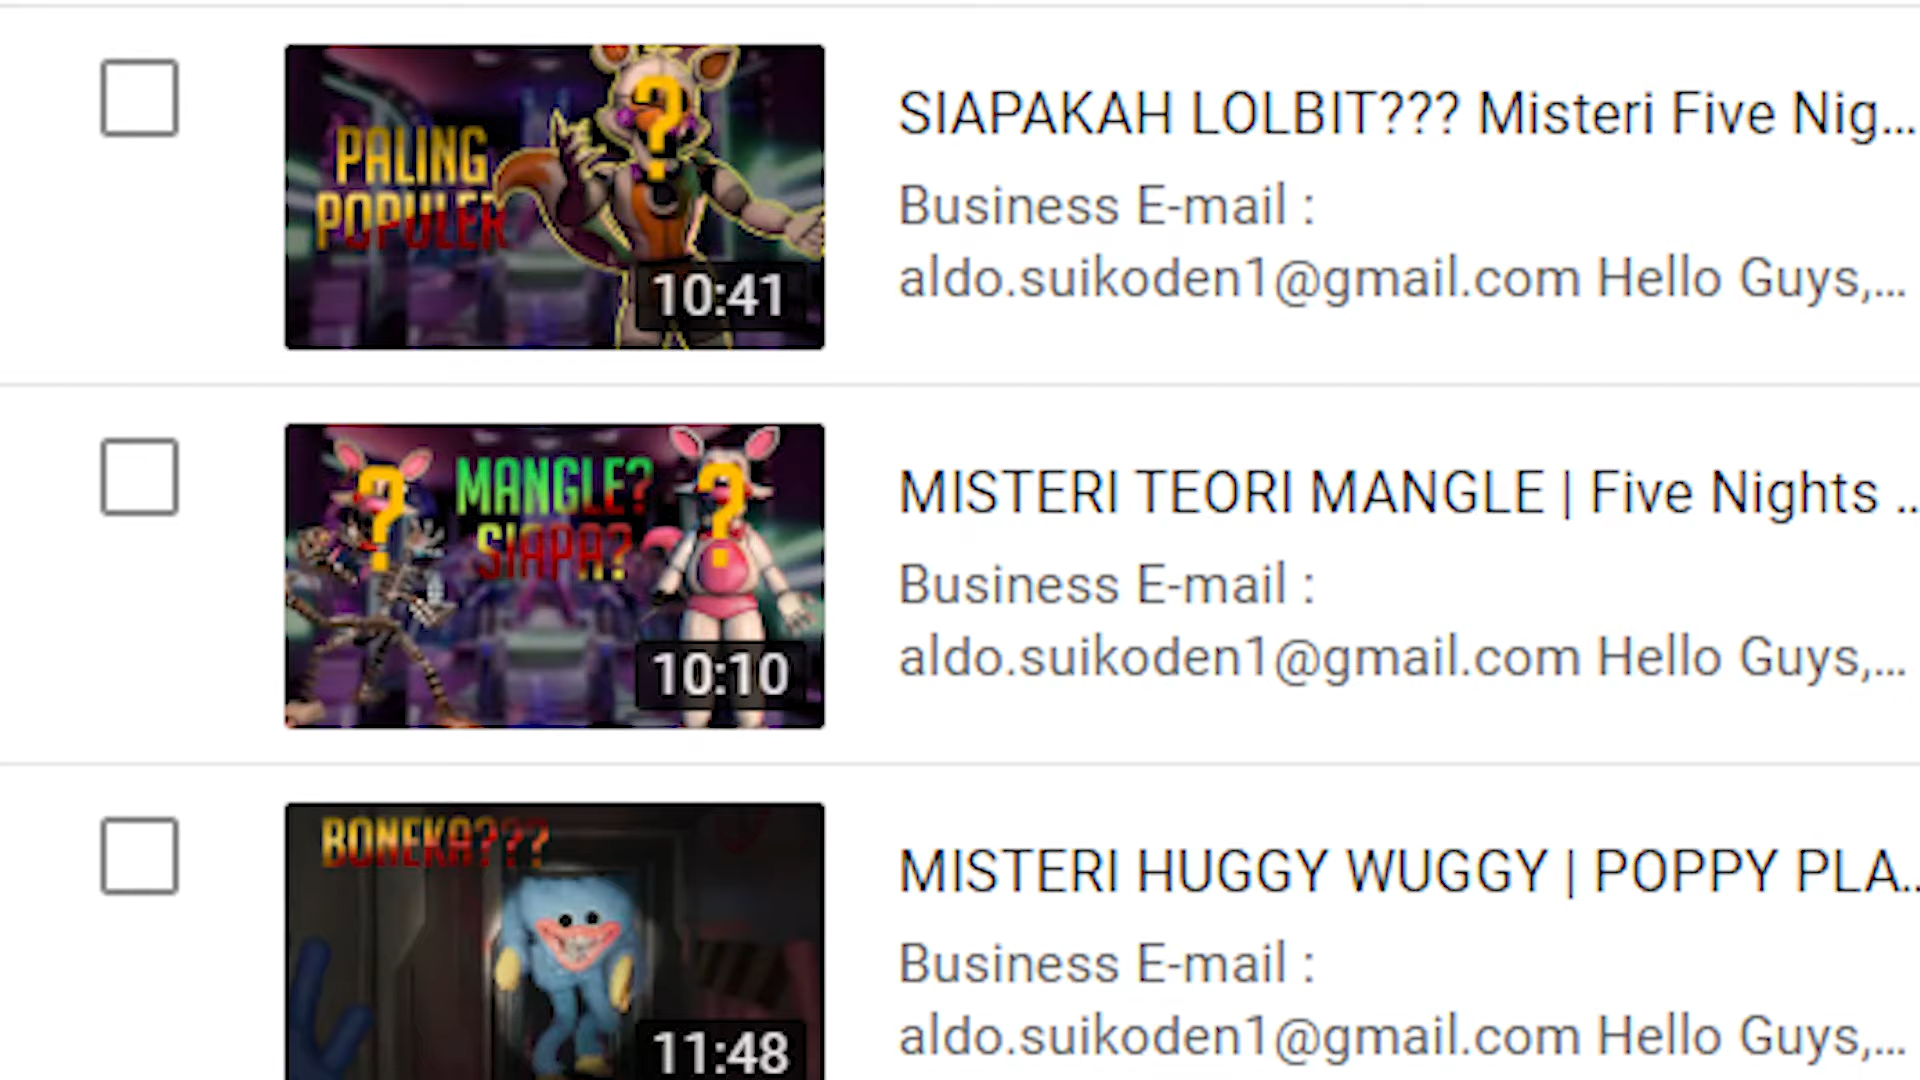 PALING
POPULER
10:41
SIAPAKAH LOLBIT??? Misteri Five Nig...
Business E-mail :
aldo.suikoden1@gmail.com Hello Guys,...
MANGLE?
SIAPA?
10:10
MISTERI TEORI MANGLE | Five Nights ...
Business E-mail :
aldo.suikoden1@gmail.com Hello Guys,...
BONEKA???
11:48
MISTERI HUGGY WUGGY | POPPY PLA...
Business E-mail :
aldo.suikoden1@gmail.com Hello Guys,...